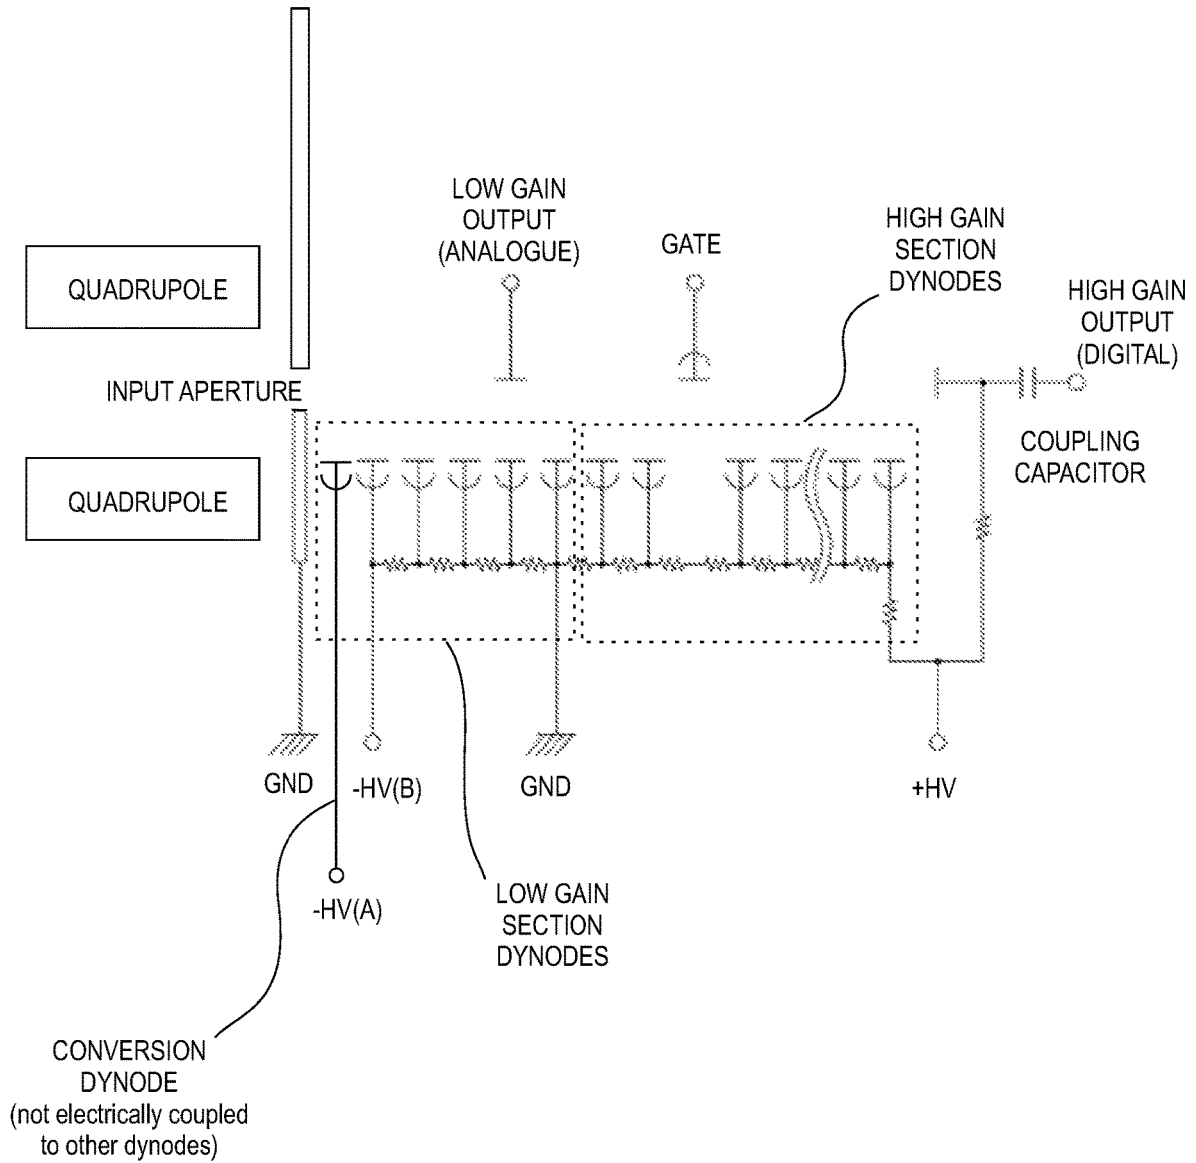 LOW GAIN
OUTPUT
(ANALOGUE)
GATE
HIGH GAIN
SECTION
DYNODES
QUADRUPOLE
HIGH GAIN
OUTPUT
(DIGITAL)
INPUT APERTURE
COUPLING
CAPACITOR
QUADRUPOLE
GND
-HV(B)
GND
+HV
-HV(A)
LOW GAIN
SECTION
DYNODES
CONVERSION
DYNODE
(not electrically coupled
to other dynodes)